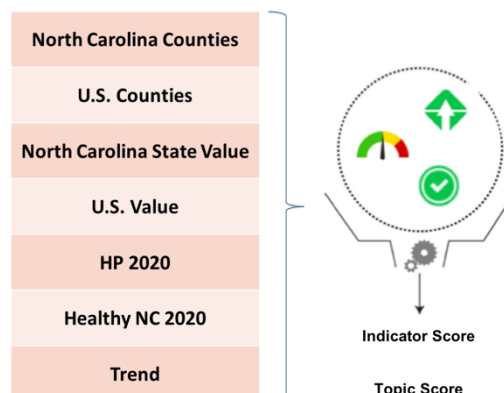 North Carolina Counties
U.S. Counties
North Carolina State Value
U.S. Value
HP 2020
Healthy NC 2020
Trend
Indicator Score
Topic Score